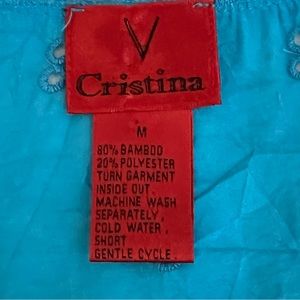 V
Cristina
M
80% BAMBOO
20% POLYESTER
TURN GARMENT
INSIDE OUT.
MACHINE WASH
SEPARATELY,
COLD WATER,
SHORT
GENTLE CYCLE.